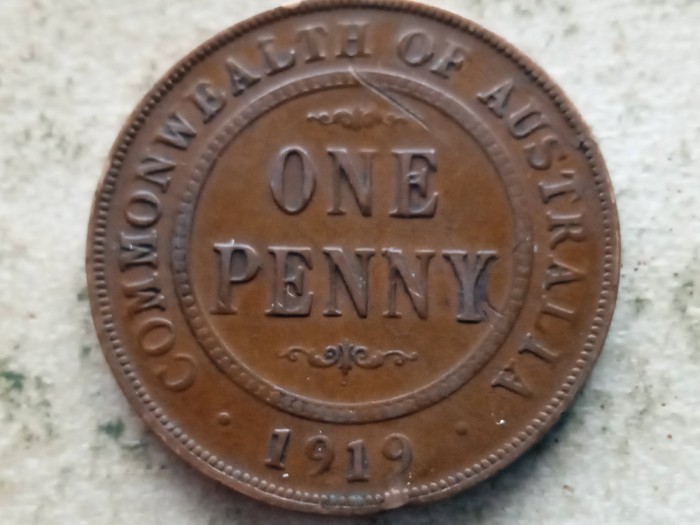 COMMONWEALTH OF AUSTRALIA
ONE
PENNY
1919